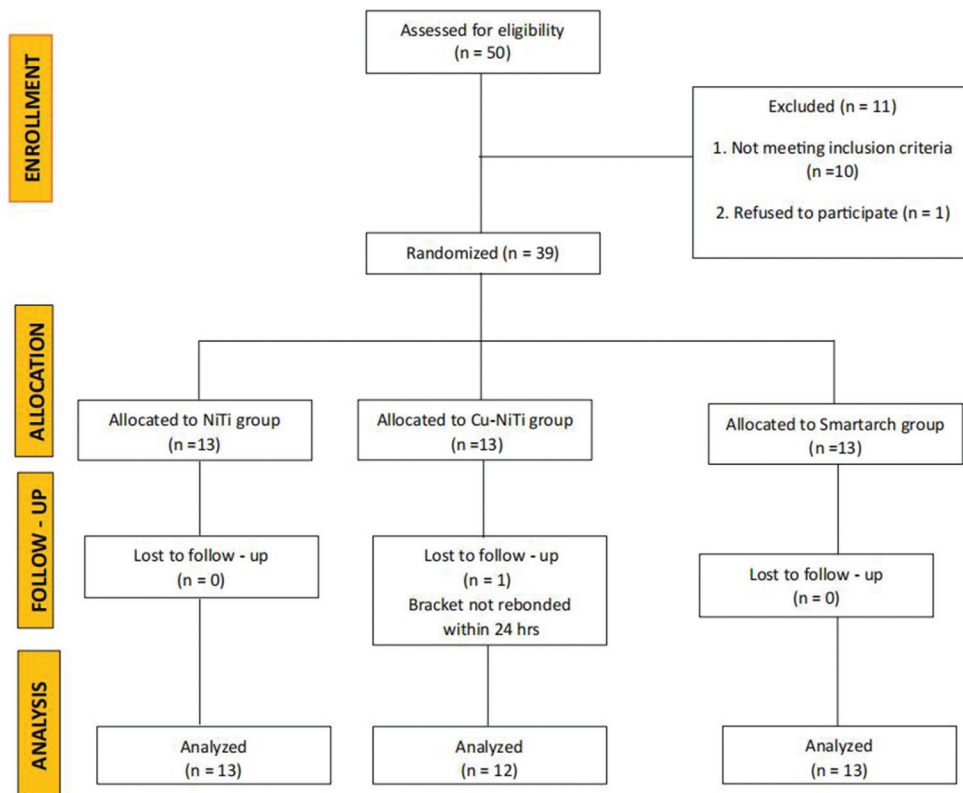 ENROLLMENT
Assessed for eligibility
(n = 50)
Excluded (n = 11)
1. Not meeting inclusion criteria
(n =10)
2. Refused to participate (n = 1)
Randomized (n = 39)
ALLOCATION
Allocated to NiTi group
(n =13)
Allocated to Cu-NiTi group
(n =13)
Allocated to Smartarch group
(n =13)
FOLLOW - UP
Lost to follow - up
(n = 0)
Lost to follow - up
(n = 1)
Bracket not rebonded
within 24 hrs
Lost to follow - up
(n = 0)
ANALYSIS
Analyzed
(n = 13)
Analyzed
(n = 12)
Analyzed
(n = 13)